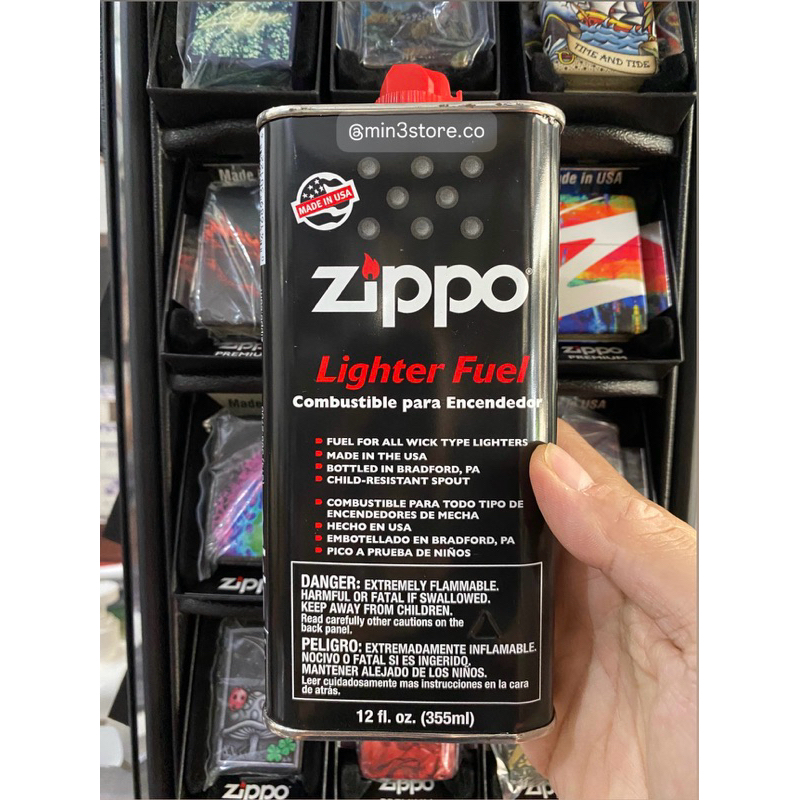 TIME AND TIDE
@min3store.co
Made
de in USA
MADE IN USA
zippo
PREMIUM
zippo
PREMIUM
Lighter Fuel
Combustible para Encendedor
Made
USA
FUEL FOR ALL WICK TYPE LIGHTERS
MADE IN THE USA
BOTTLED IN BRADFORD, PA
CHILD-RESISTANT SPOUT
COMBUSTIBLE PARA TODO TIPO DE
ENCENDEDORES DE MECHA
HECHO EN USA
EMBOTELLADO EN BRADFORD, PA
PICO A PRUEBA DE NIÑOS
DANGER: EXTREMELY FLAMMABLE.
HARMFUL OR FATAL IF SWALLOWED.
KEEP AWAY FROM CHILDREN.
Read carefully other cautions on the
back panel.
PELIGRO: EXTREMADAMENTE INFLAMABLE.
NOCIVO O FATAL SI ES INGERIDO.
MANTENER ALEJADO DE LOS NIÑOS.
Leer cuidadosamente mas instrucciones en la cara
de atrás.
12 fl. oz. (355ml)
zippo
zippo